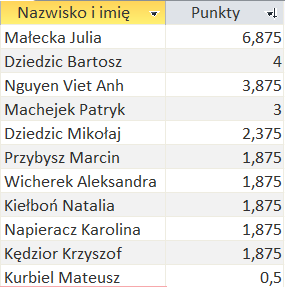 Nazwisko i imię Punkty
Małecka Julia 6,875
Dziedzic Bartosz 4
Nguyen Viet Anh 3,875
Machejek Patryk 3
Dziedzic Mikołaj 2,375
Przybysz Marcin 1,875
Wicherek Aleksandra 1,875
Kiełboń Natalia 1,875
Napieracz Karolina 1,875
Kędzior Krzyszof 1,875
Kurbiel Mateusz 0,5